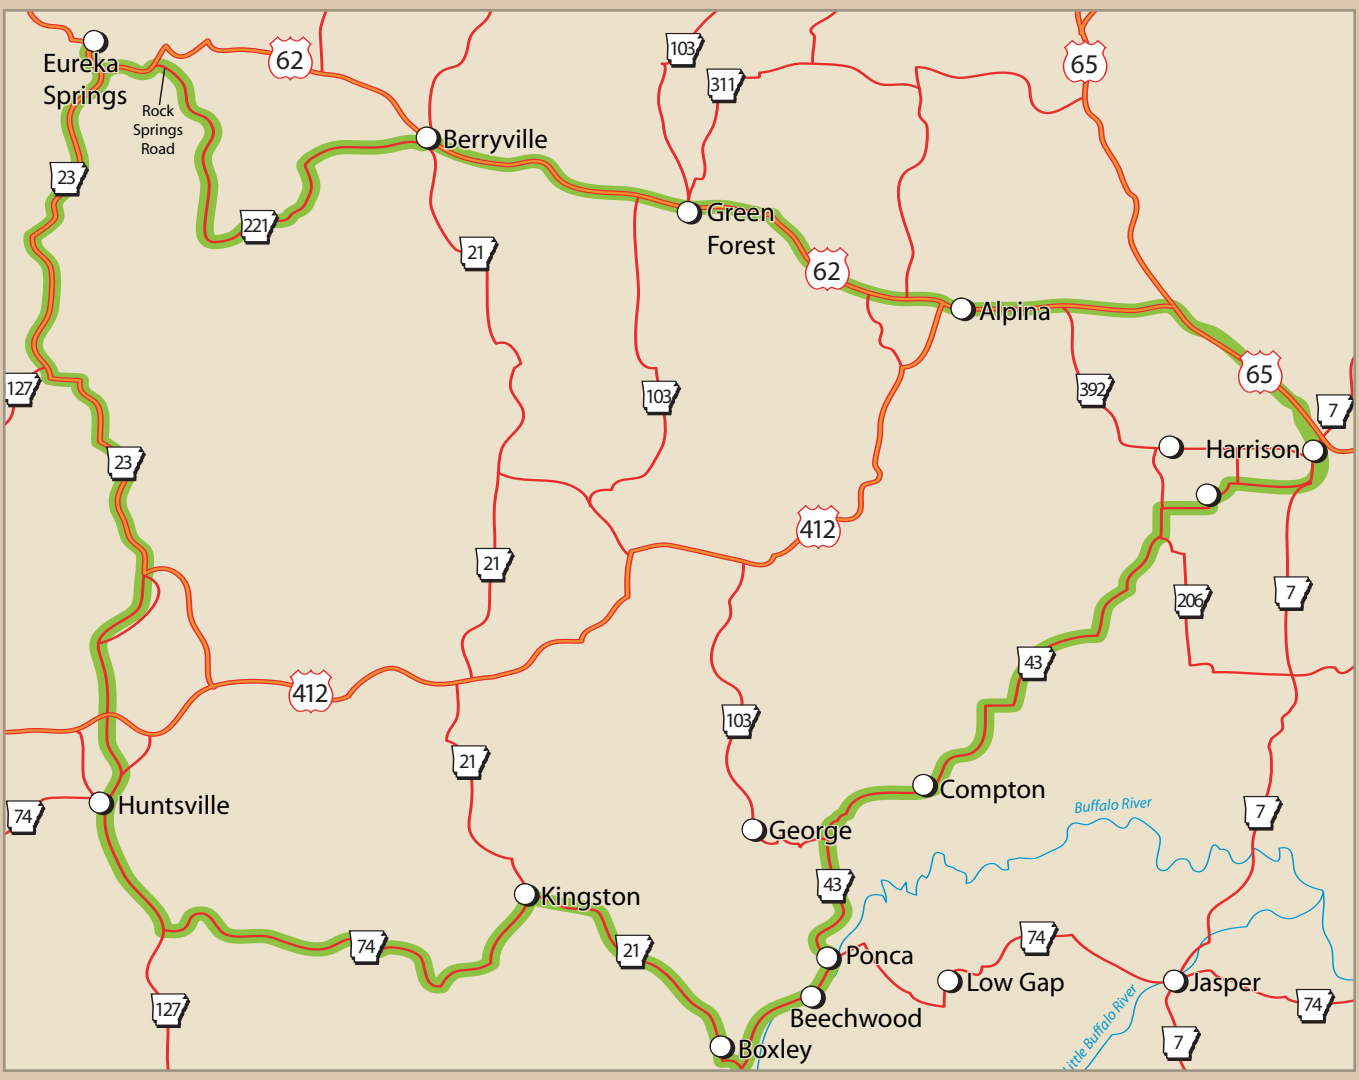 Eureka
Springs
62
103
311
65
Rock
Springs
Road
Berryville
23
221
21
Green
Forest
62
Alpina
65
127
103
392
7
Harrison
23
412
21
206
7
43
412
103
21
Compton
Huntsville
74
Buffalo River
7
George
43
Kingston
74
21
Ponca
74
Low Gap
Jasper
127
Beechwood
74
Little Buffalo River
Boxley
7